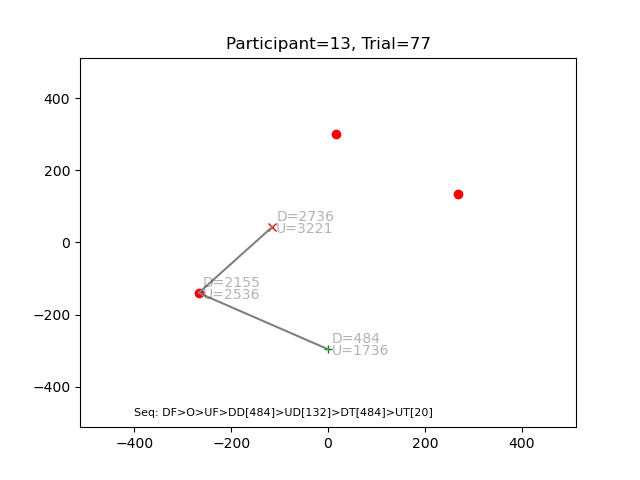 Participant=13, Trial=77
400
200
0
−200
−400
D=2736
U=3221
D=2155
U=2536
D=484
U=1736
Seq: DF>O>UF>DD[484]>UD[132]>DT[484]>UT[20]
−400
−200
0
200
400